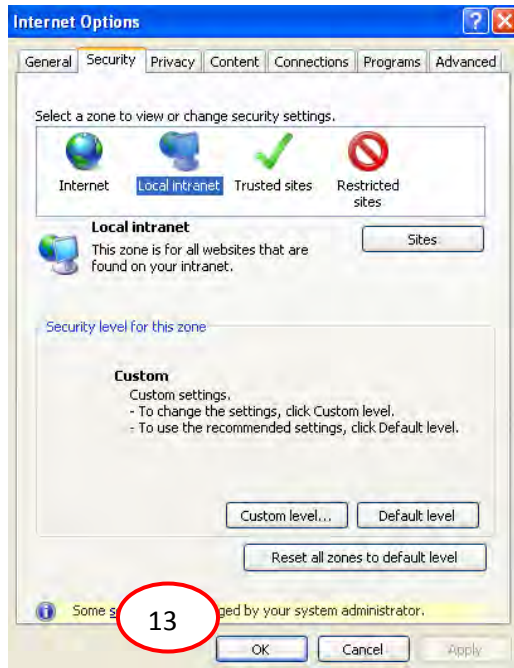 Internet Options
General Security Privacy Content Connections Programs Advanced
Select a zone to view or change security settings.
Internet Local intranet Trusted sites Restricted sites
Local intranet
Sites
This zone is for all websites that are
found on your intranet.
Security level for this zone
Custom
Custom settings.
- To change the settings, click Custom level.
- To use the recommended settings, click Default level.
Custom level... Default level
Reset all zones to default level
Some 13 by your system administrator.
OK Cancel Apply